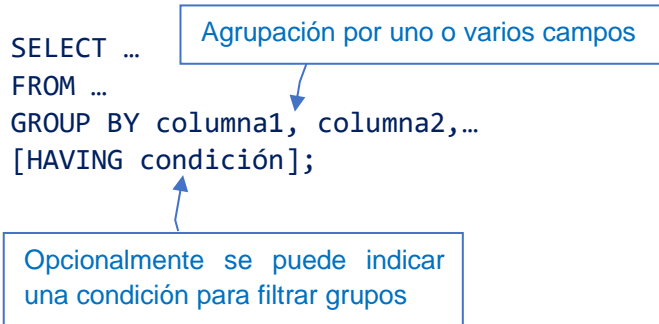 Agrupación por uno o varios campos
SELECT …
FROM …
GROUP BY columna1, columna2,…
[HAVING condición];
Opcionalmente se puede indicar
una condición para filtrar grupos